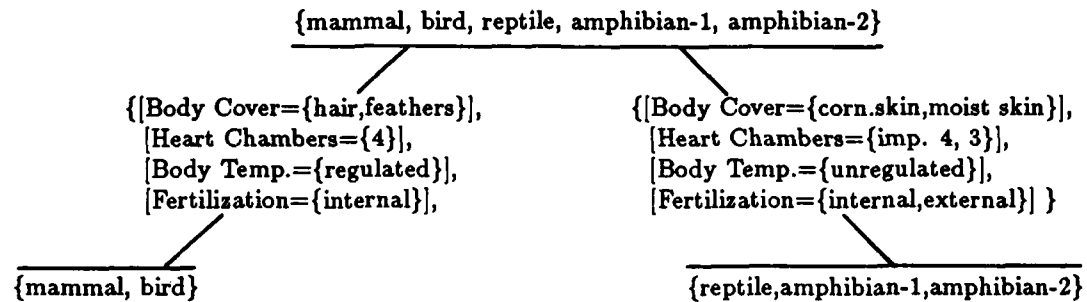 {mammal, bird, reptile, amphibian-1, amphibian-2}
{[Body Cover={hair,feathers}],
[Heart Chambers={4}],
[Body Temp.={regulated}],
[Fertilization={internal}],
{[Body Cover={corn.skin,moist skin}],
[Heart Chambers={imp. 4, 3}],
[Body Temp.={unregulated}],
[Fertilization={internal,external}] }
{mammal, bird}
{reptile,amphibian-1,amphibian-2}